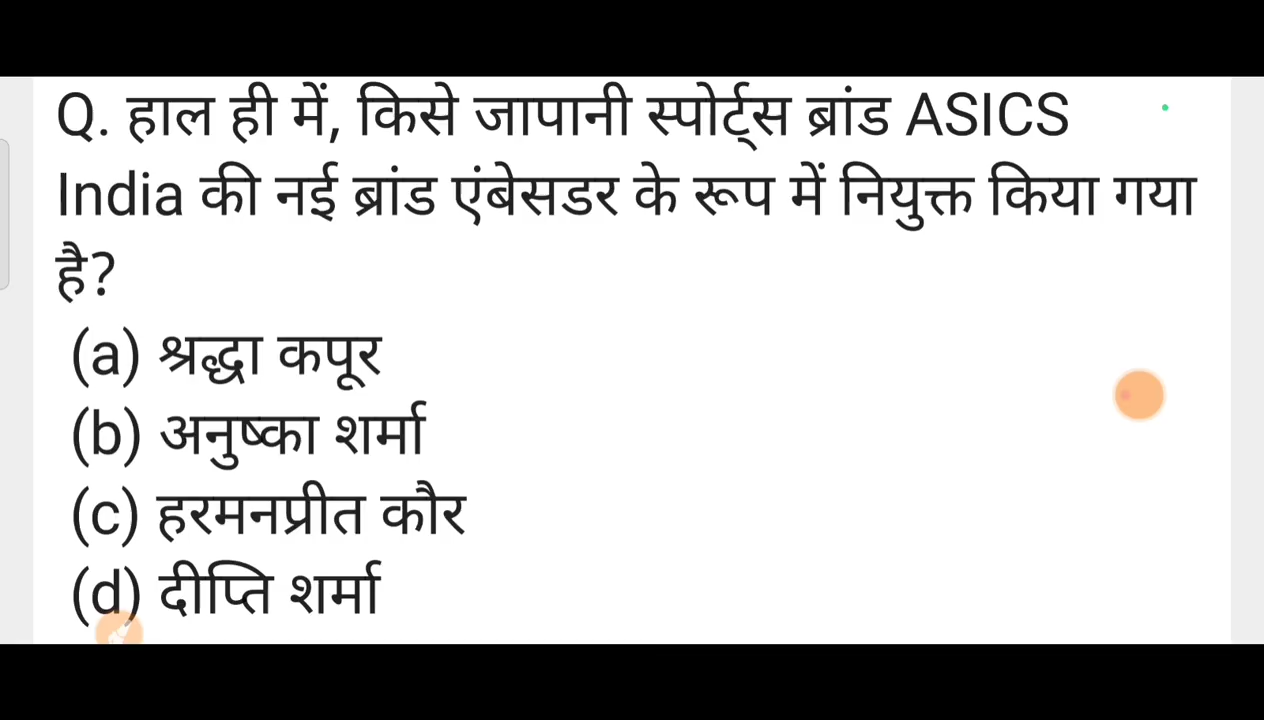 Q. हाल ही में, किसे जापानी स्पोर्ट्स ब्रांड ASICS
India की नई ब्रांड एंबेसडर के रूप में नियुक्त किया गया
है?
(a) श्रद्धा कपूर
(b) अनुष्का शर्मा
(c) हरमनप्रीत कौर
(d) दीप्ति शर्मा